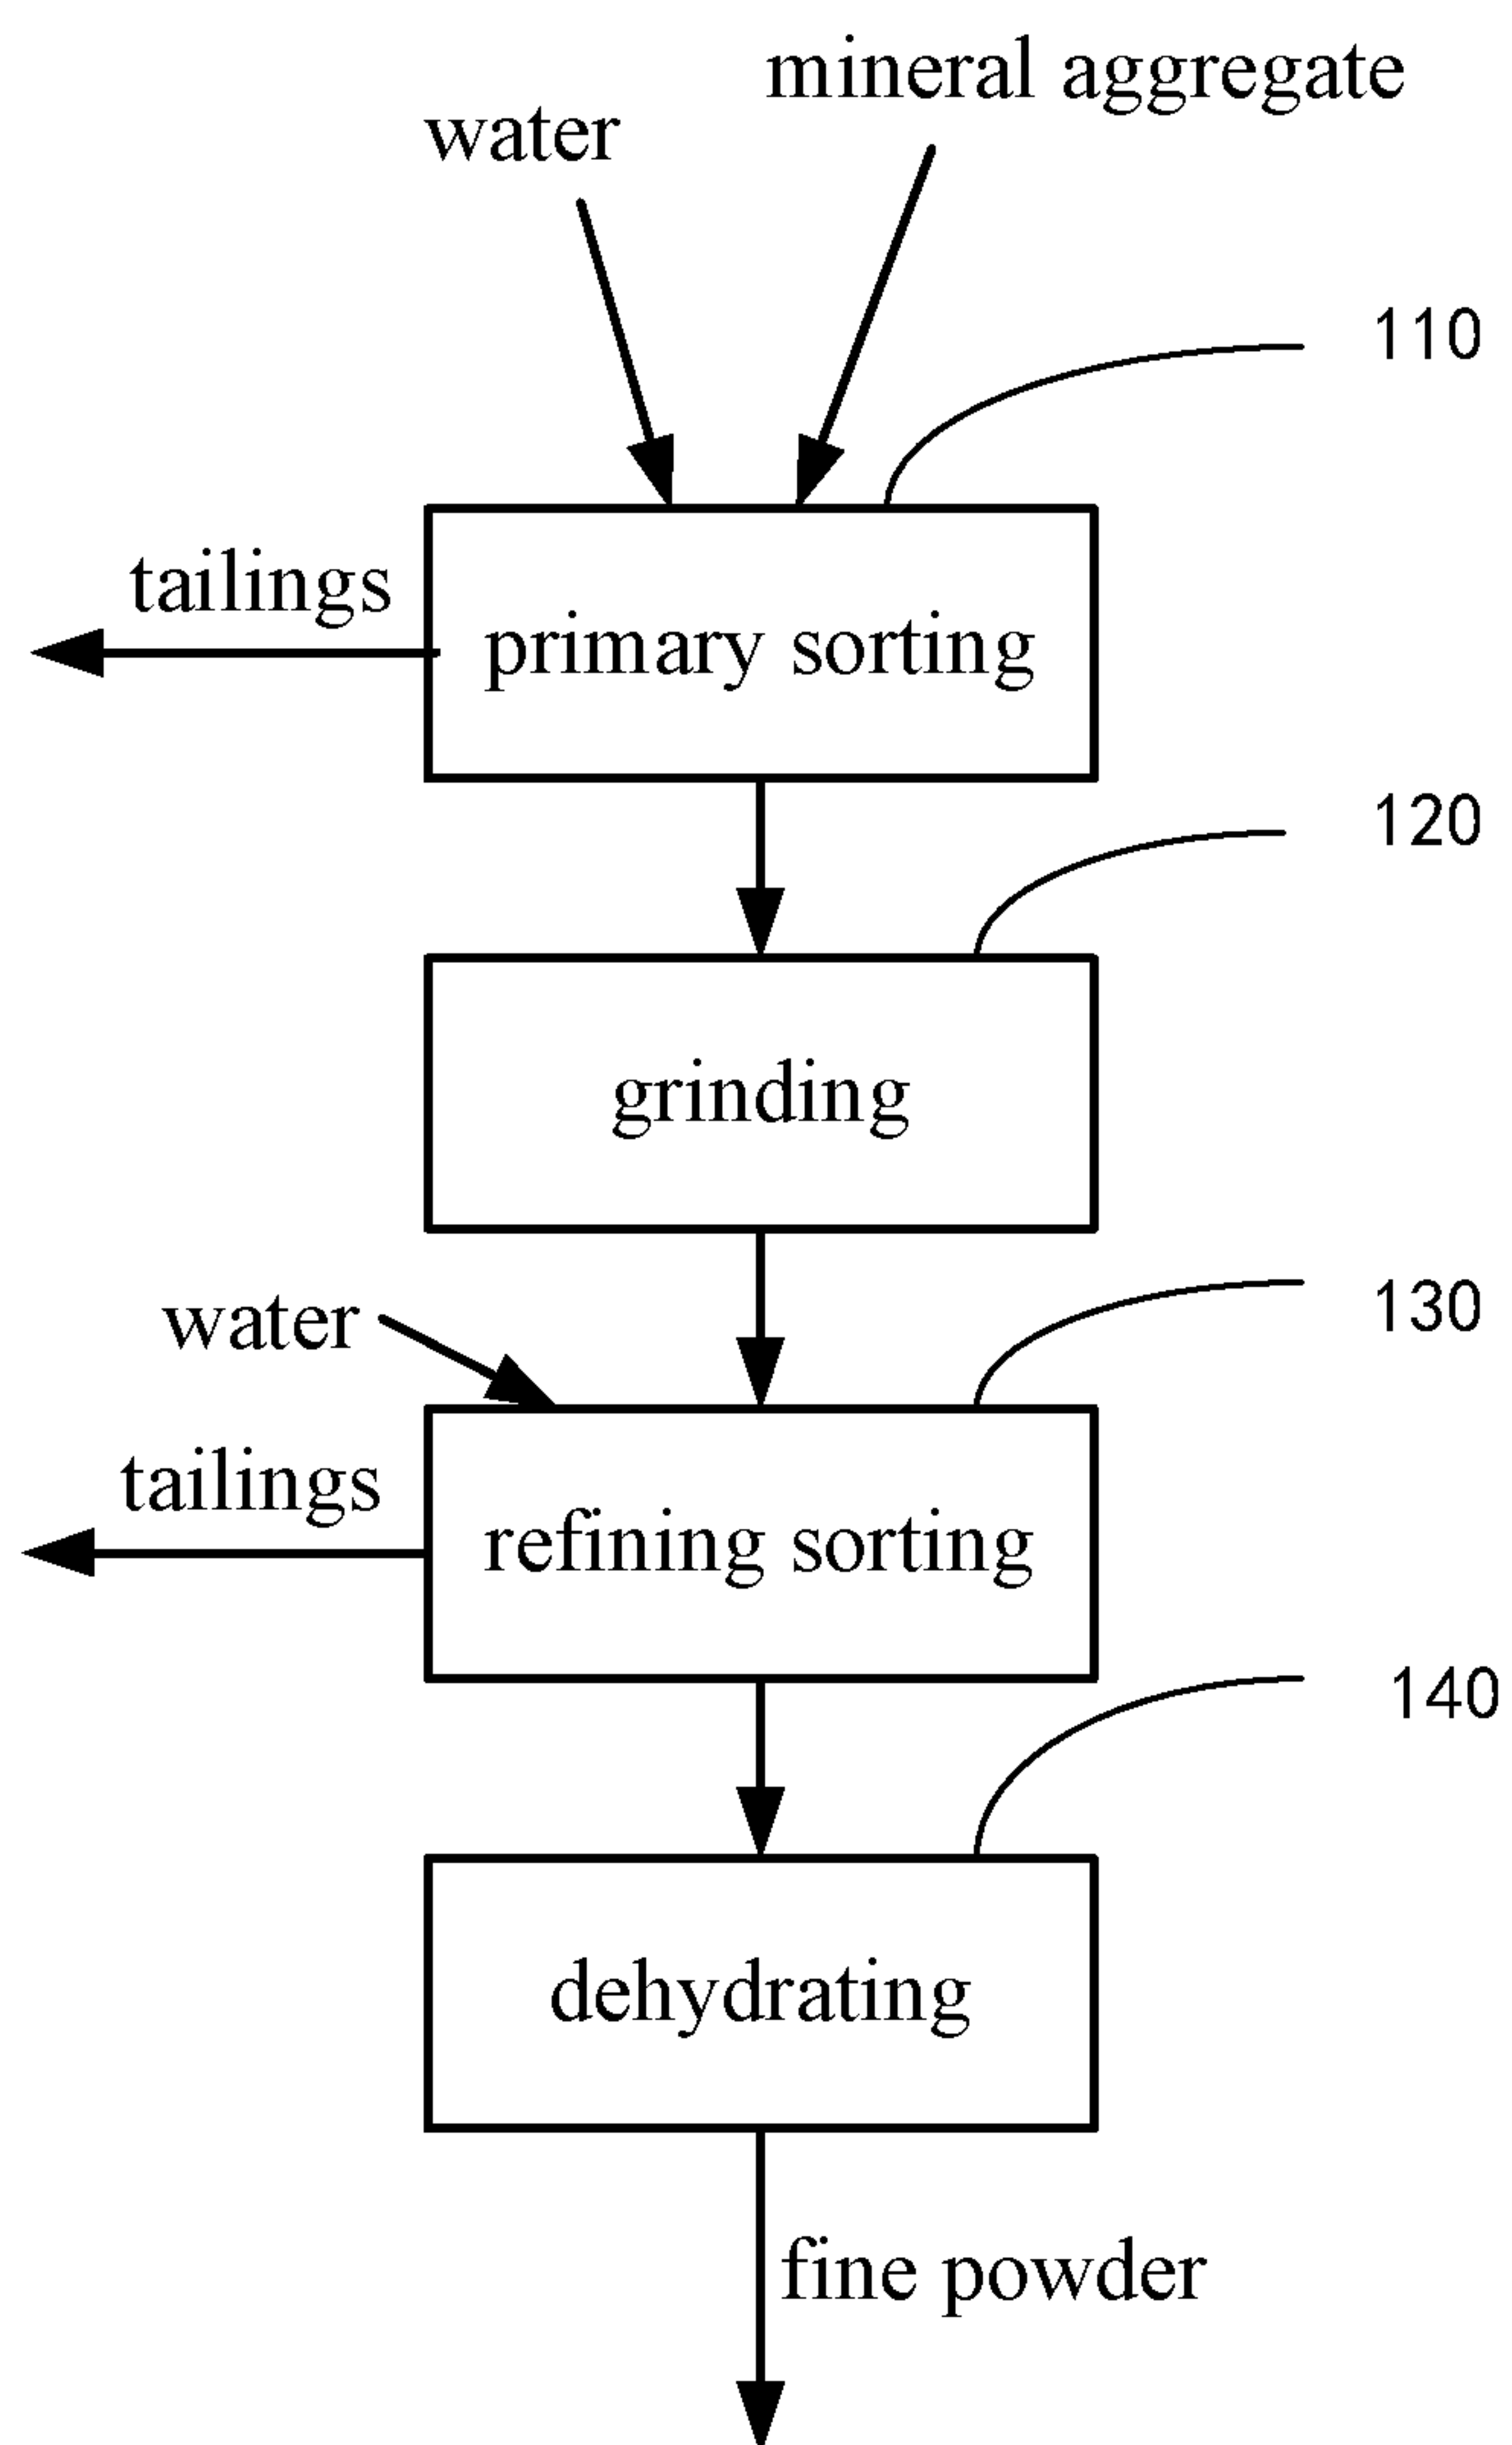 mineral aggregate
water
110
tailings
primary sorting
120
grinding
water
130
tailings
refining sorting
140
dehydrating
fine powder